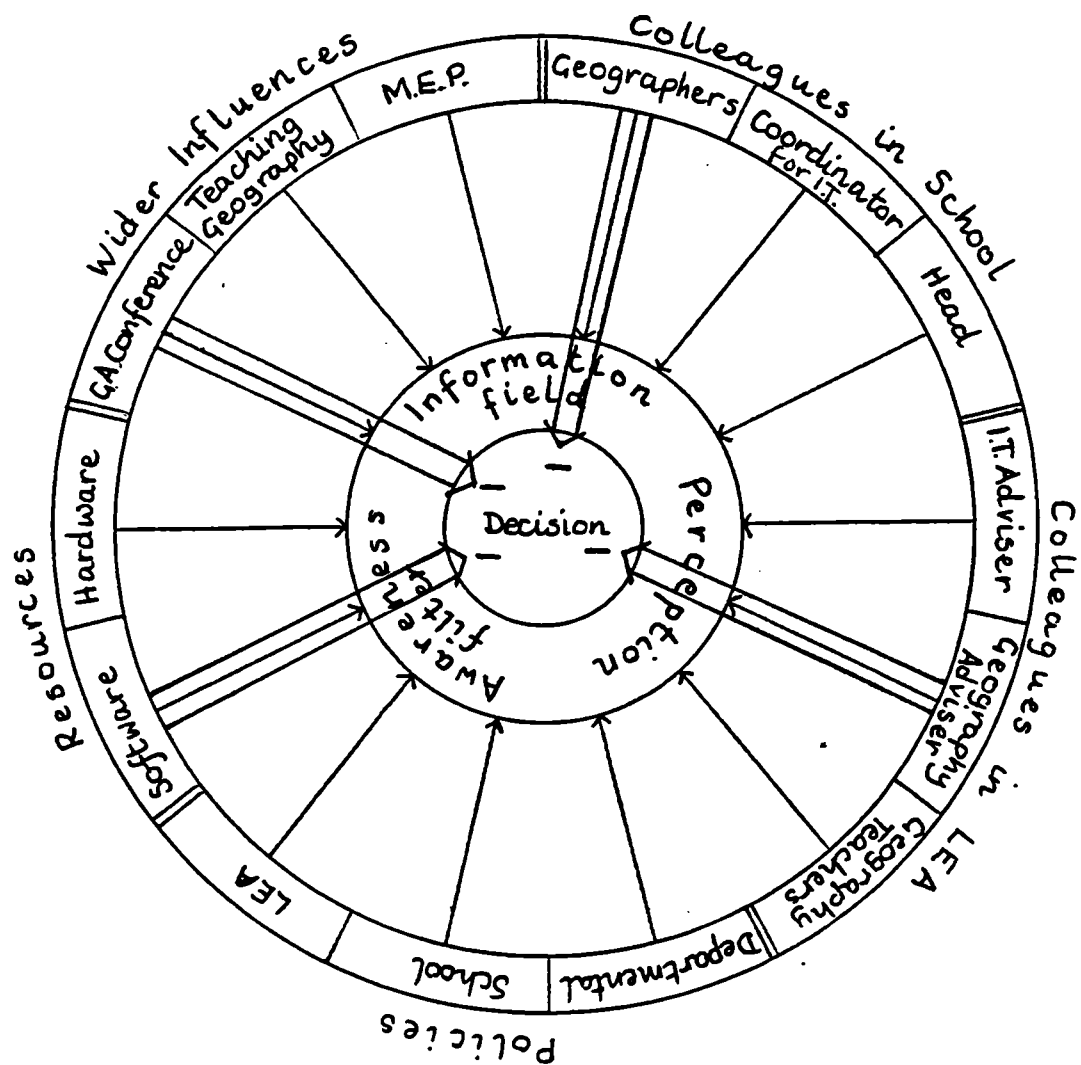 Colleagues in School
Geographers
Coordinator
For I.T.
Head
Colleagues in LEA
I.T. Adviser
Geography
Adviser
Geography
Teachers
Policies
Departmental
School
LEA
Resources
Software
Hardware
Wider Influences
G.A. Conference
Teaching
Geography
M.E.P.
Information
field
Perception
Awareness
filter
Decision